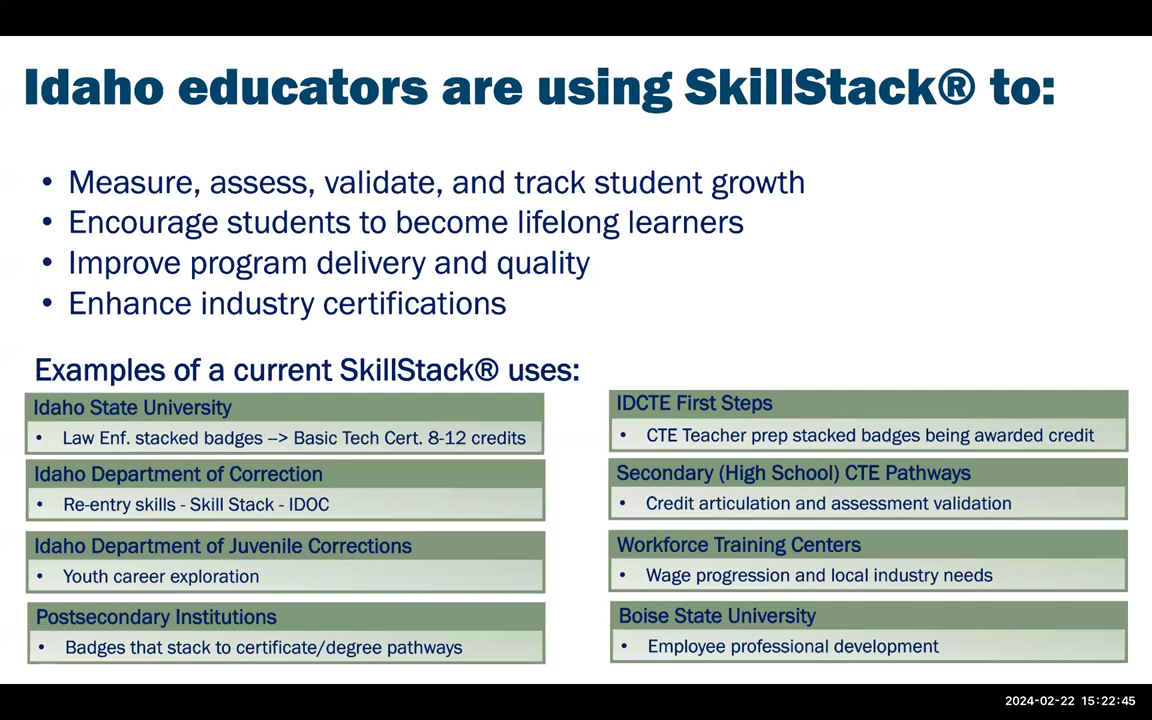 Idaho educators are using SkillStack® to:
• Measure, assess, validate, and track student growth
• Encourage students to become lifelong learners
• Improve program delivery and quality
• Enhance industry certifications
Examples of a current SkillStack® uses:
Idaho State University
• Law Enf. stacked badges --> Basic Tech Cert. 8-12 credits
Idaho Department of Correction
• Re-entry skills - Skill Stack - IDOC
Idaho Department of Juvenile Corrections
• Youth career exploration
Postsecondary Institutions
• Badges that stack to certificate/degree pathways
IDCTE First Steps
• CTE Teacher prep stacked badges being awarded credit
Secondary (High School) CTE Pathways
• Credit articulation and assessment validation
Workforce Training Centers
• Wage progression and local industry needs
Boise State University
• Employee professional development
2024-02-22 15:22:45